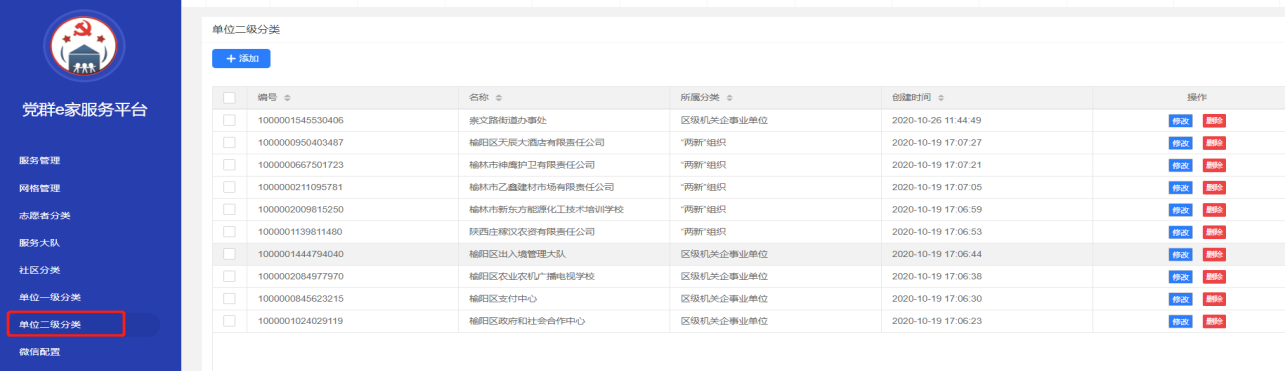 党群e家服务平台
服务管理
网格管理
志愿者分类
服务大队
社区分类
单位一级分类
单位二级分类
微信配置
单位二级分类
+ 添加
编号 名称 所属分类 创建时间 操作
1000001545530406 崇文路街道办事处 区级机关企事业单位 2020-10-26 11:44:49 修改 删除
1000000950403487 榆阳区天辰大酒店有限责任公司 “两新”组织 2020-10-19 17:07:27 修改 删除
1000000667501723 榆林市神鹰护卫有限责任公司 “两新”组织 2020-10-19 17:07:21 修改 删除
1000000211095781 榆林市乙鑫建材市场有限责任公司 “两新”组织 2020-10-19 17:07:05 修改 删除
1000002009815250 榆林市新东方能源化工技术培训学校 “两新”组织 2020-10-19 17:06:59 修改 删除
1000001139811480 陕西庄稼汉农资有限责任公司 “两新”组织 2020-10-19 17:06:53 修改 删除
1000001444794040 榆阳区出入境管理大队 区级机关企事业单位 2020-10-19 17:06:44 修改 删除
1000002084977970 榆阳区农业农机广播电视学校 区级机关企事业单位 2020-10-19 17:06:38 修改 删除
1000000845623215 榆阳区支付中心 区级机关企事业单位 2020-10-19 17:06:30 修改 删除
1000001024029119 榆阳区政府和社会合作中心 区级机关企事业单位 2020-10-19 17:06:23 修改 删除